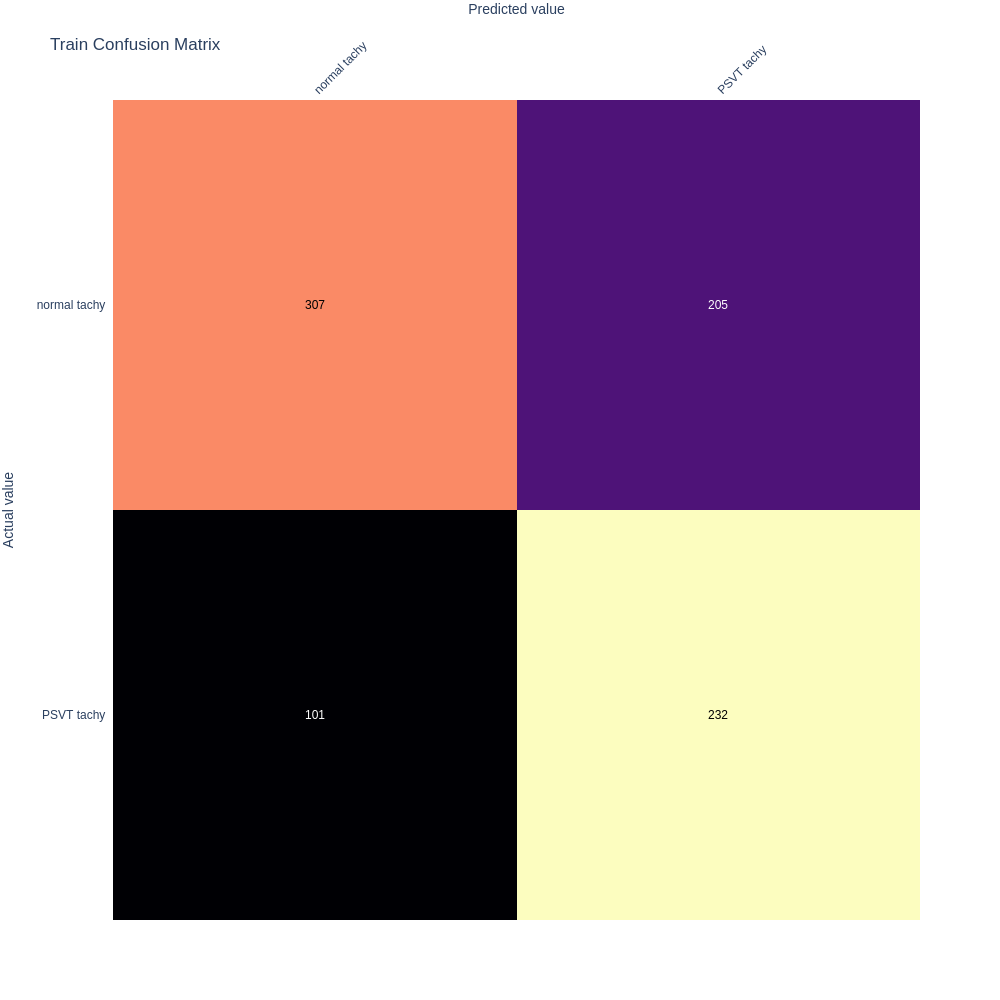 Predicted value
Train Confusion Matrix
normal tachy
PSVT tachy
normal tachy
307
205
Actual value
PSVT tachy
101
232